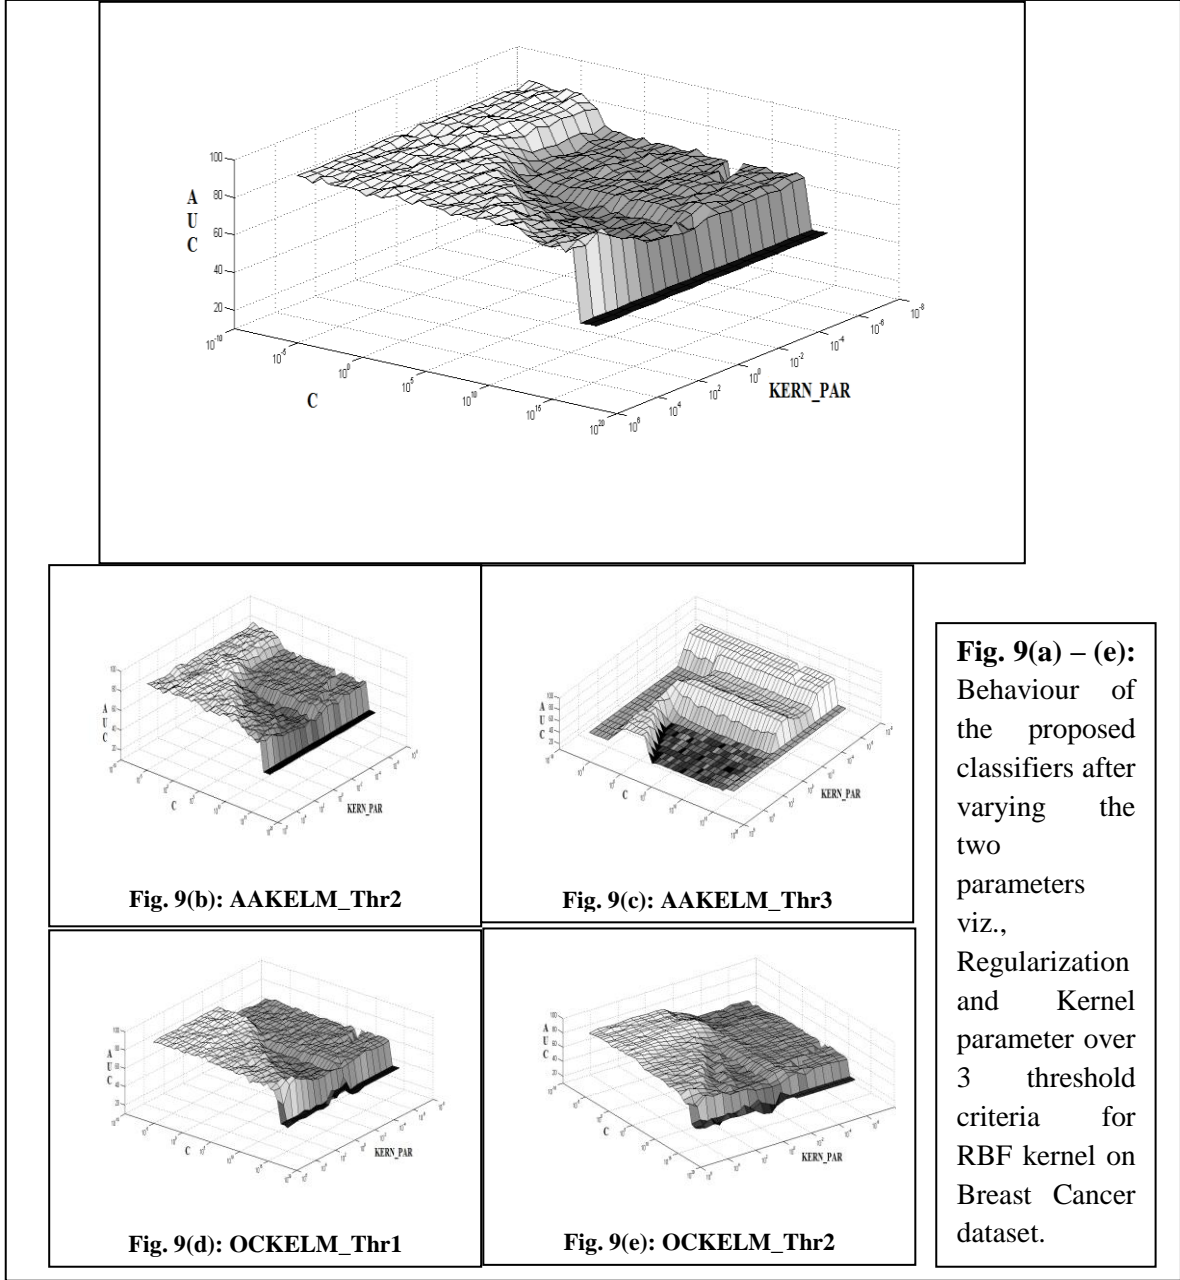 100
80
60
40
20
A
U
C
10^-10
10^-5
10^0
10^5
10^10
10^15
10^20
C
10^6
10^4
10^2
10^0
10^-2
10^-4
10^-6
10^-8
KERN_PAR
A
U
C
C
KERN_PAR
Fig. 9(b): AAKELM_Thr2
A
U
C
C
KERN_PAR
Fig. 9(c): AAKELM_Thr3
Fig. 9(a) – (e):
Behaviour of
the proposed
classifiers after
varying the
two
parameters
viz.,
Regularization
and Kernel
parameter over
3 threshold
criteria for
RBF kernel on
Breast Cancer
dataset.
A
U
C
C
KERN_PAR
Fig. 9(d): OCKELM_Thr1
A
U
C
C
KERN_PAR
Fig. 9(e): OCKELM_Thr2